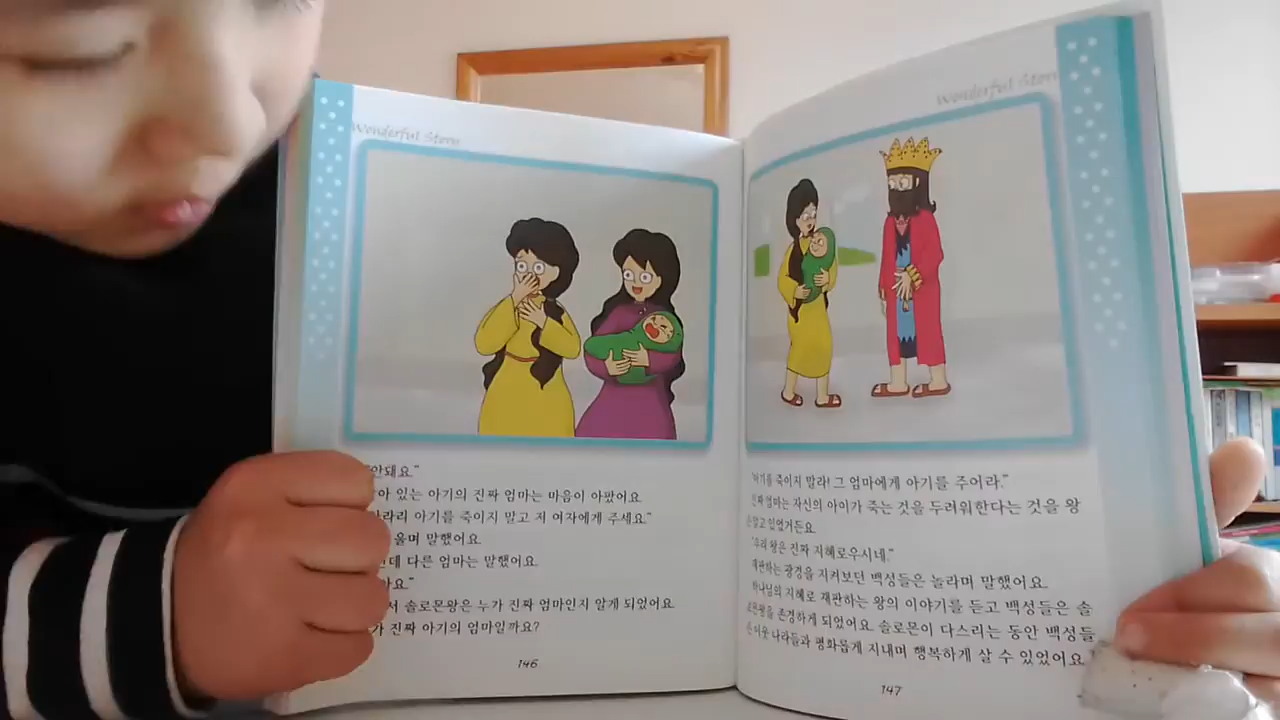 Wonderful Story
안돼요."
아 있는 아기의 진짜 엄마는 마음이 아팠어요.
라리 아기를 죽이지 말고 저 여자에게 주세요."
울며 말했어요.
데 다른 엄마는 말했어요.
요."
서 솔로몬왕은 누가 진짜 엄마인지 알게 되었어요.
가 진짜 아기의 엄마일까요?
146
Wonderful Story
"아기를 죽이지 말라! 그 엄마에게 아기를 주어라."
진짜 엄마는 자신의 아이가 죽는 것을 두려워한다는 것을 왕
은 알고 있었거든요.
"우리 왕은 진짜 지혜로우시네."
재판하는 광경을 지켜보던 백성들은 놀라며 말했어요.
하나님의 지혜로 재판하는 왕의 이야기를 듣고 백성들은 솔
로몬왕을 존경하게 되었어요. 솔로몬이 다스리는 동안 백성들
은 이웃 나라들과 평화롭게 지내며 행복하게 살 수 있었어요.
147